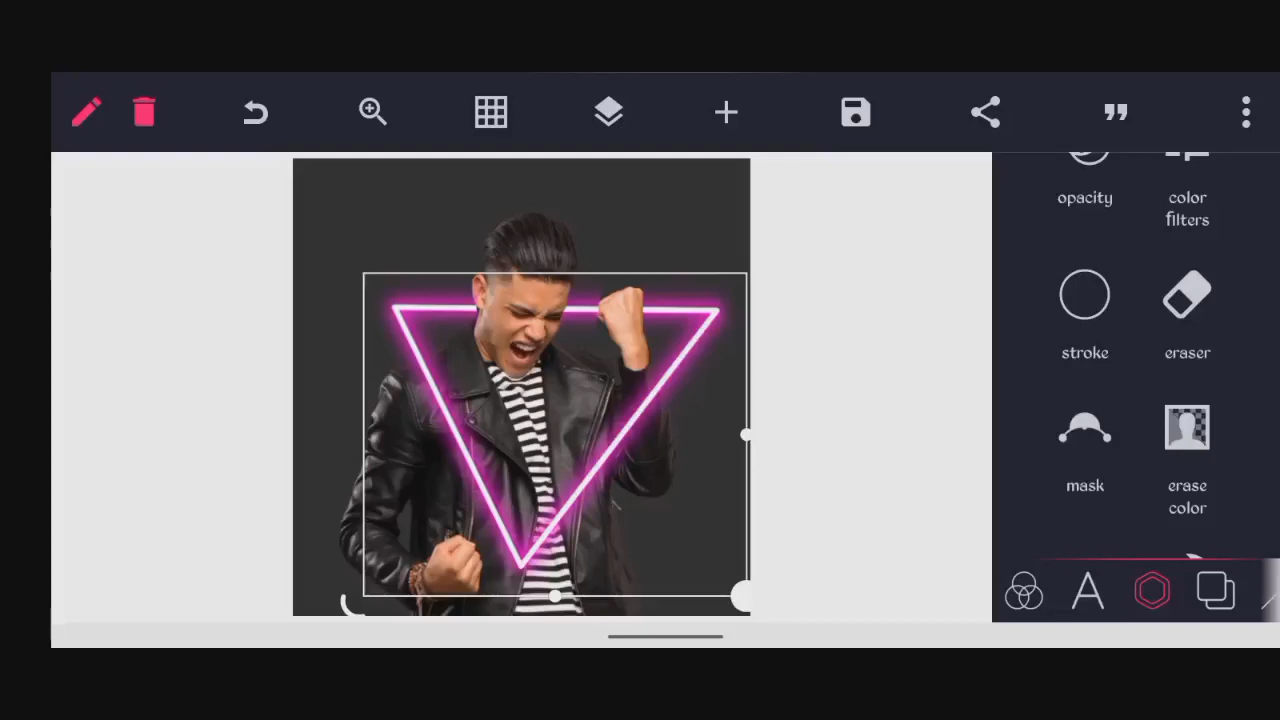 opacity
color
filters
stroke
eraser
mask
erase
color